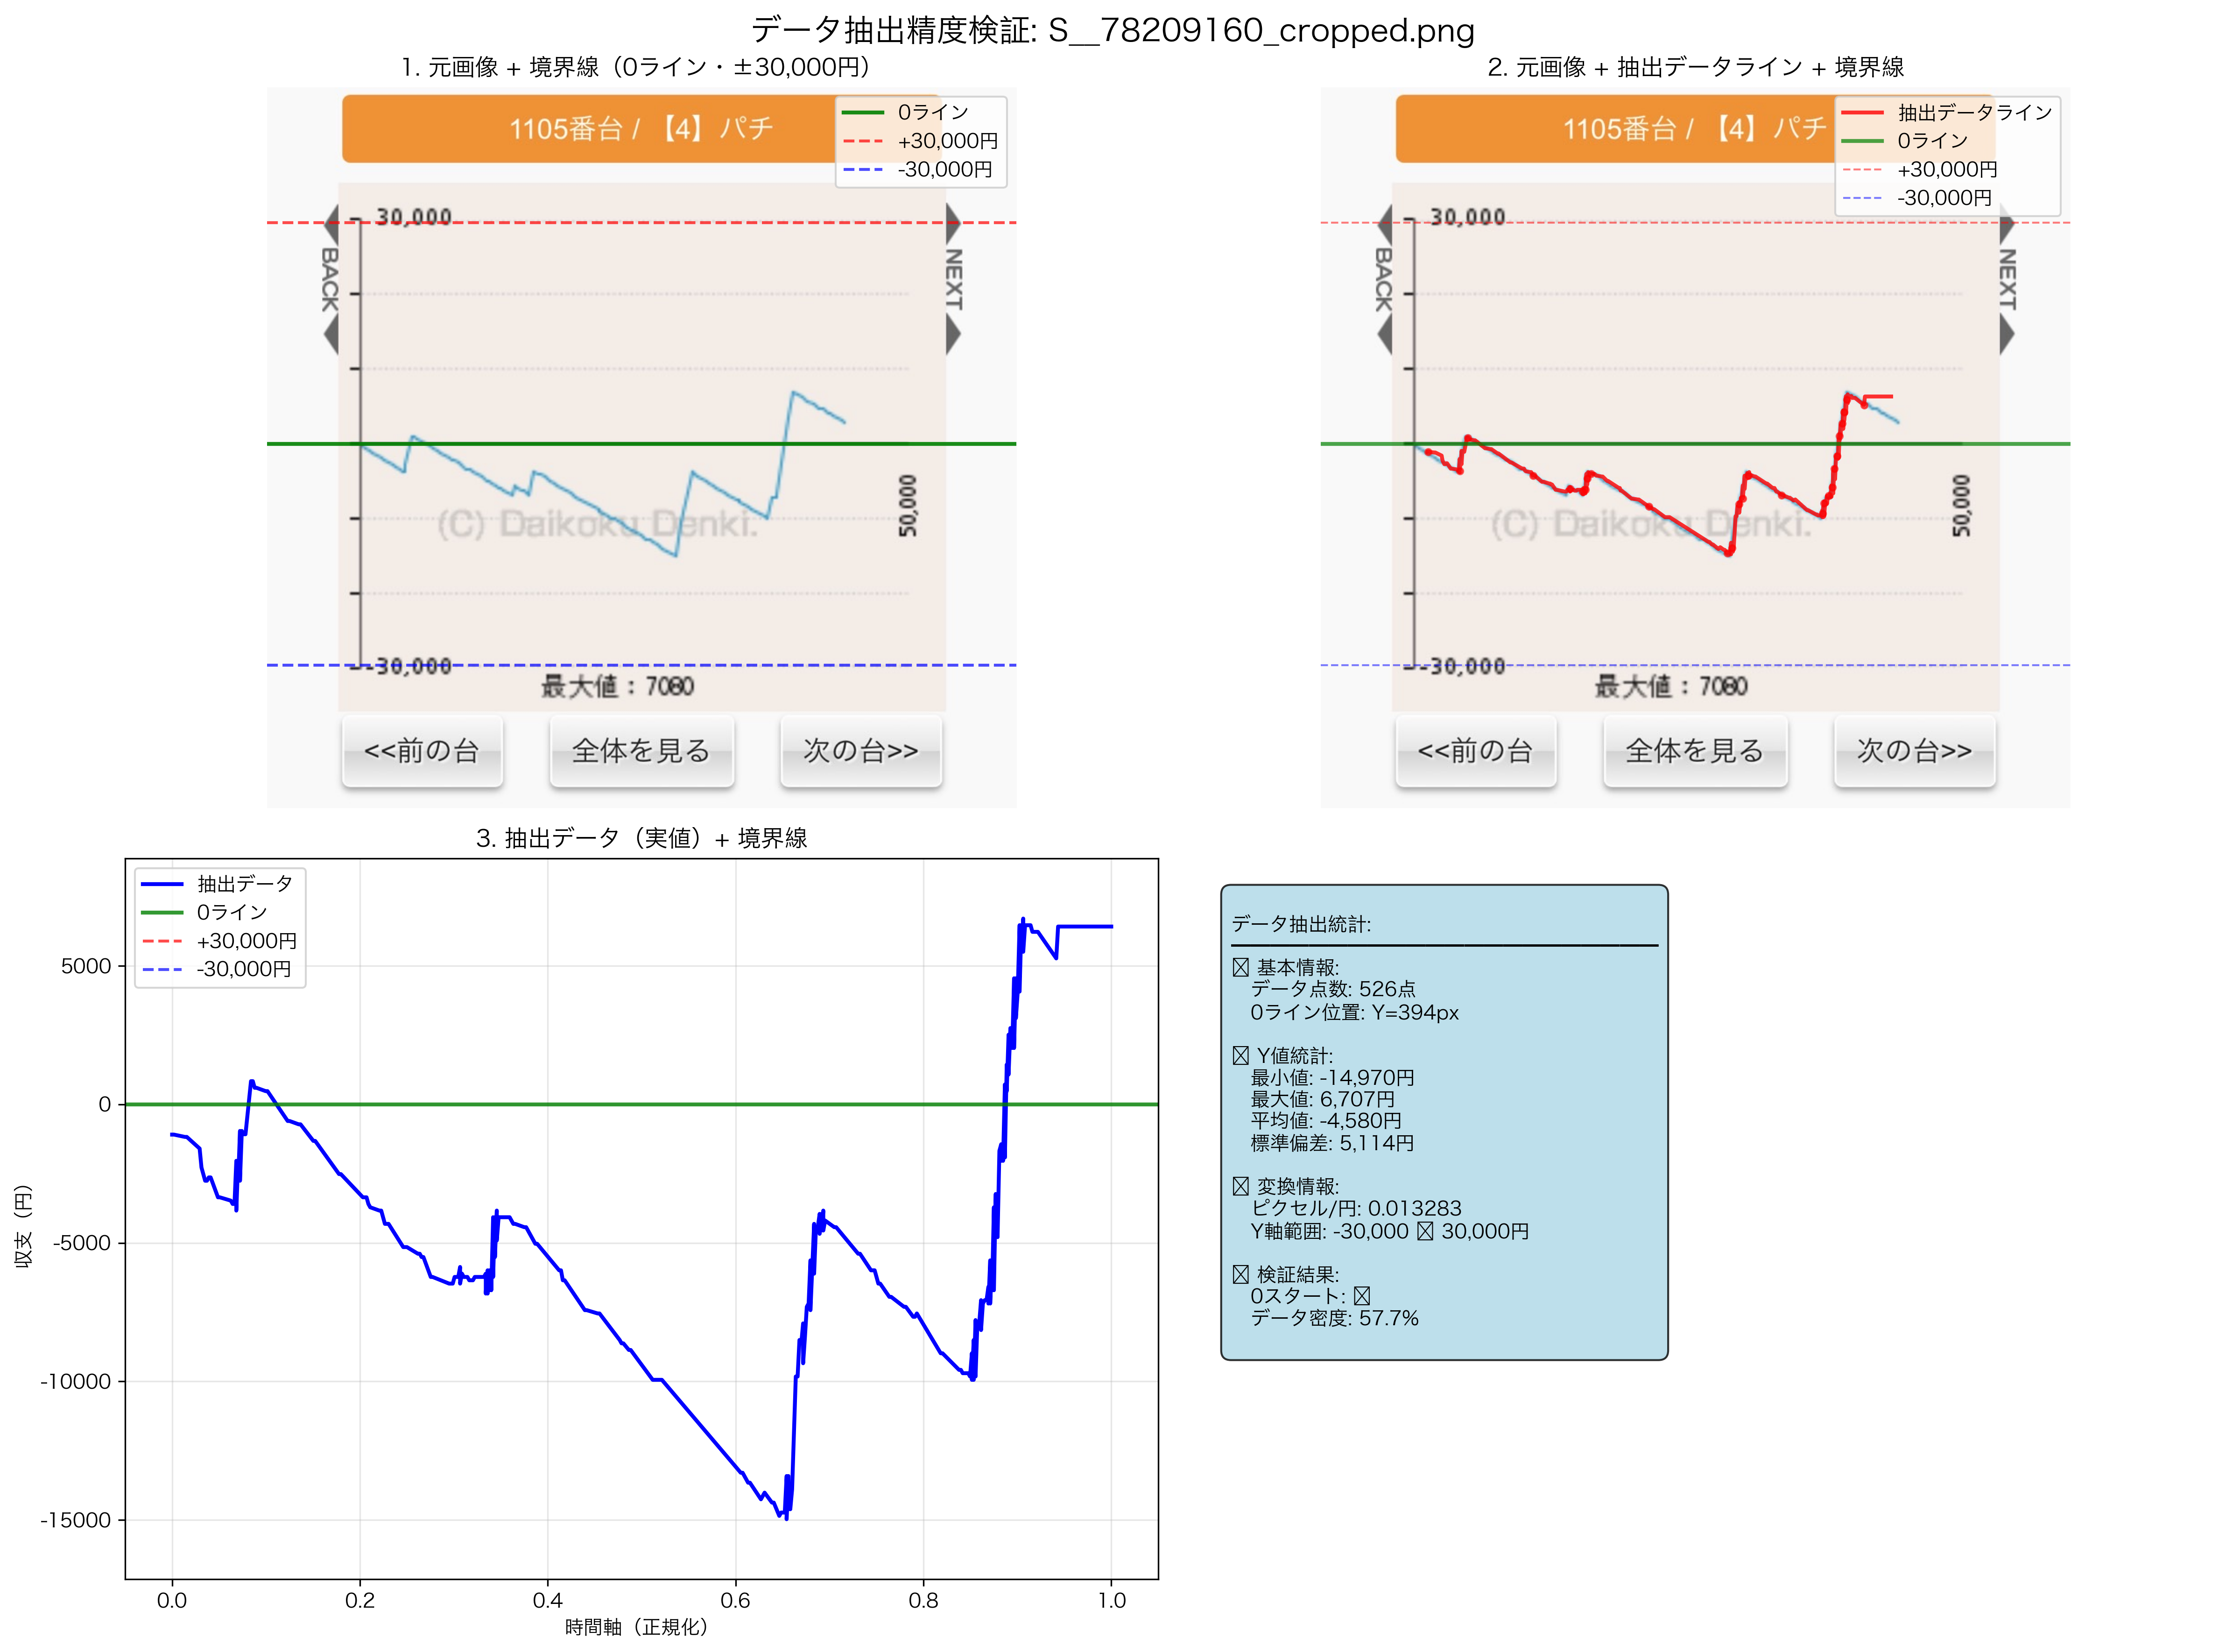 データ抽出精度検証: S__78209160_cropped.png
1. 元画像 + 境界線（0ライン・±30,000円）
1105番台 / 【4】パチ
0ライン
+30,000円
-30,000円
30,000
BACK
NEXT
50,000
(C) Daikoku Denki.
-30,000
最大値：7080
<<前の台
全体を見る
次の台>>
2. 元画像 + 抽出データライン + 境界線
1105番台 / 【4】パチ
抽出データライン
0ライン
+30,000円
-30,000円
30,000
BACK
NEXT
50,000
(C) Daikoku Denki.
-30,000
最大値：7080
<<前の台
全体を見る
次の台>>
3. 抽出データ（実値）+ 境界線
抽出データ
0ライン
+30,000円
-30,000円
5000
0
-5000
-10000
-15000
収支（円）
0.0
0.2
0.4
0.6
0.8
1.0
時間軸（正規化）
データ抽出統計:
基本情報:
データ点数: 526点
0ライン位置: Y=394px
Y値統計:
最小値: -14,970円
最大値: 6,707円
平均値: -4,580円
標準偏差: 5,114円
変換情報:
ピクセル/円: 0.013283
Y軸範囲: -30,000 30,000円
検証結果:
0スタート:
データ密度: 57.7%